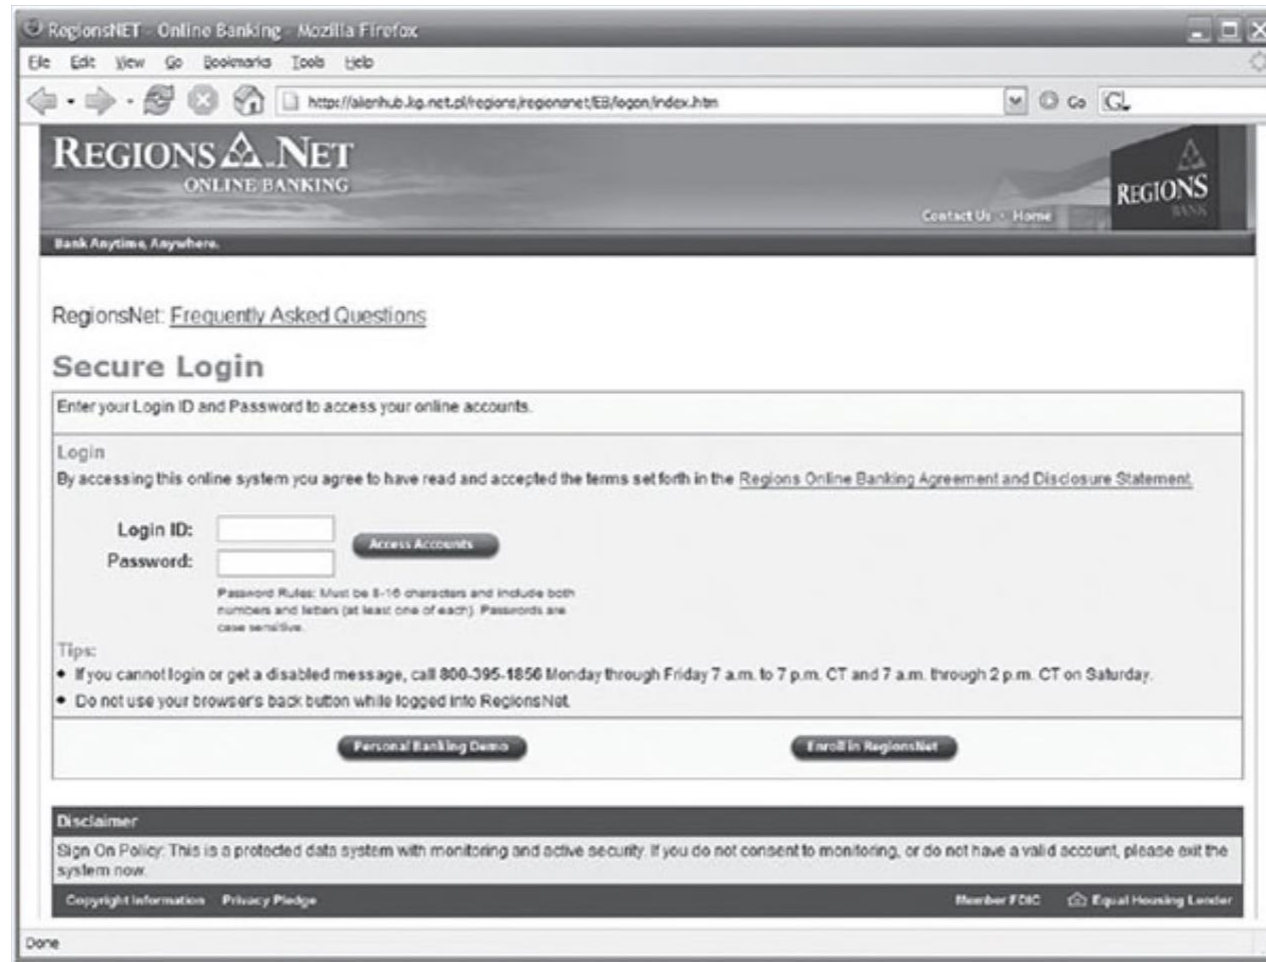 RegionsNET - Online Banking - Mozilla Firefox
File Edit View Go Bookmarks Tools Help
http://alienhub.kg.net.pl/regions/regionsnet/EB/logon/index.htm Go
REGIONS NET
ONLINE BANKING
REGIONS
BANK
Contact Us Home
Bank Anytime, Anywhere.
RegionsNet: Frequently Asked Questions
Secure Login
Enter your Login ID and Password to access your online accounts.
Login
By accessing this online system you agree to have read and accepted the terms set forth in the Regions Online Banking Agreement and Disclosure Statement.
Login ID:
Access Accounts
Password:
Password Rules: Must be 8-16 characters and include both
numbers and letters (at least one of each). Passwords are
case sensitive.
Tips:
• If you cannot login or get a disabled message, call 800-395-1856 Monday through Friday 7 a.m. to 7 p.m. CT and 7 a.m. through 2 p.m. CT on Saturday.
• Do not use your browser's back button while logged into RegionsNet.
Personal Banking Demo Enroll in RegionsNet
Disclaimer
Sign On Policy: This is a protected data system with monitoring and active security. If you do not consent to monitoring, or do not have a valid account, please exit the
system now.
Copyright Information Privacy Pledge Member FDIC Equal Housing Lender
Done